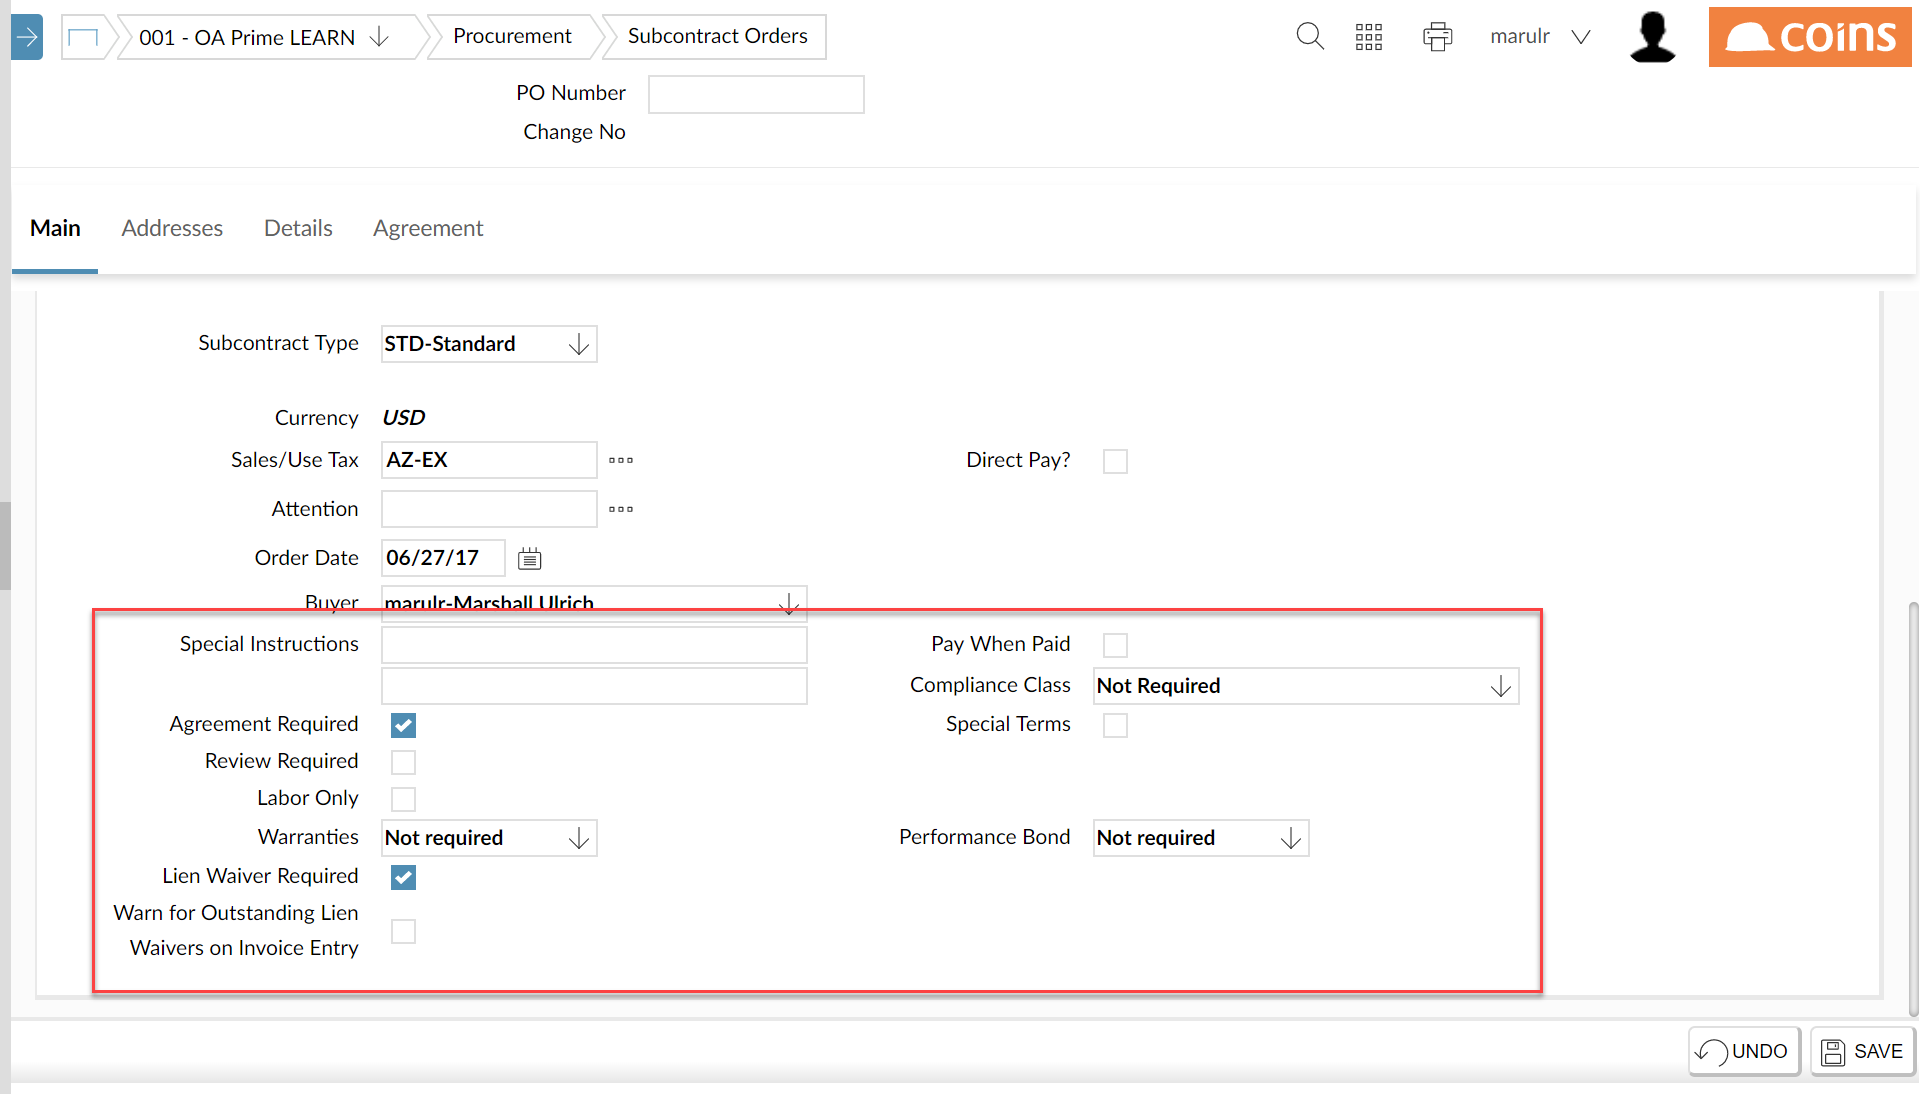 001 - OA Prime LEARN
Procurement
Subcontract Orders
marulr
coins
PO Number
Change No
Main
Addresses
Details
Agreement
Subcontract Type
STD-Standard
Currency
USD
Sales/Use Tax
AZ-EX
Direct Pay?
Attention
Order Date
06/27/17
Buyer
marulr-Marshall Ulrich
Special Instructions
Pay When Paid
Compliance Class
Not Required
Agreement Required
Special Terms
Review Required
Labor Only
Warranties
Not required
Performance Bond
Not required
Lien Waiver Required
Warn for Outstanding Lien
Waivers on Invoice Entry
UNDO
SAVE